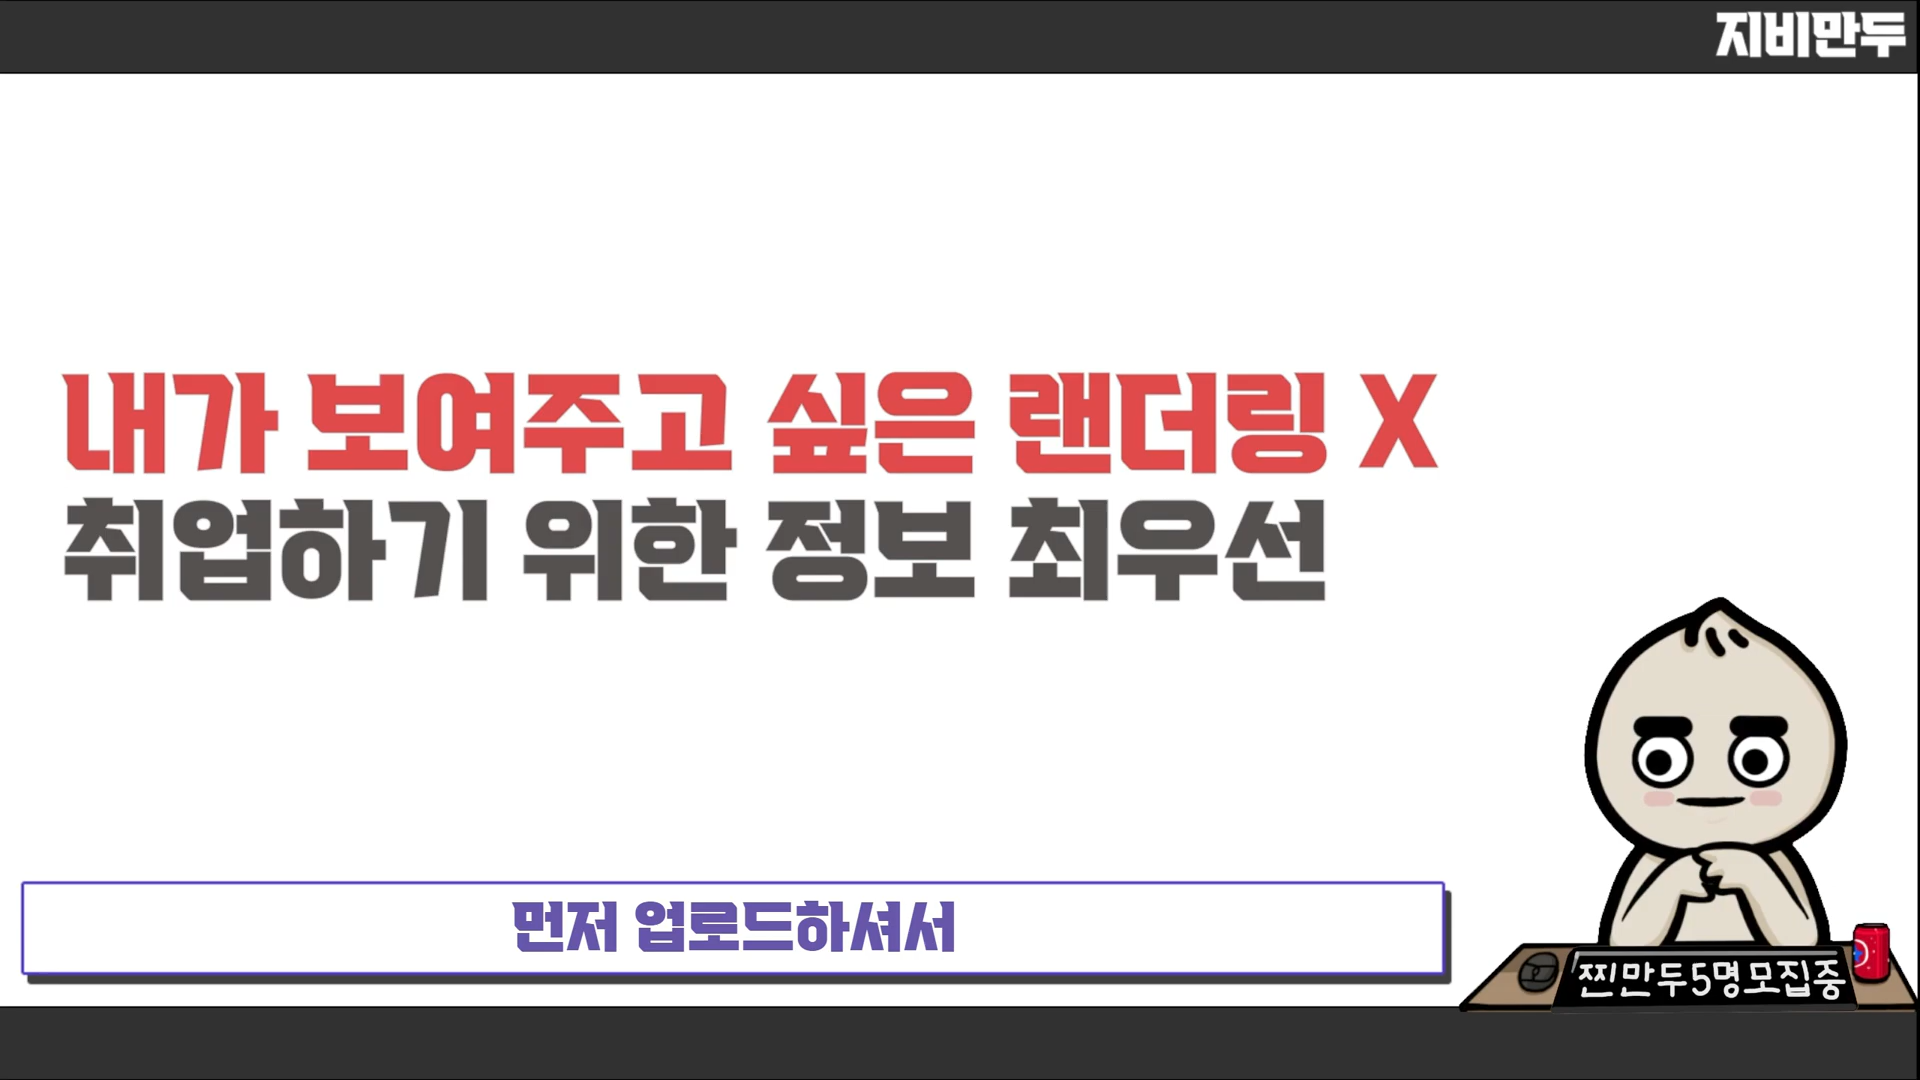 지비만두
내가 보여주고 싶은 랜더링 X
취업하기 위한 정보 최우선
먼저 업로드하셔서
찐만두5명모집중